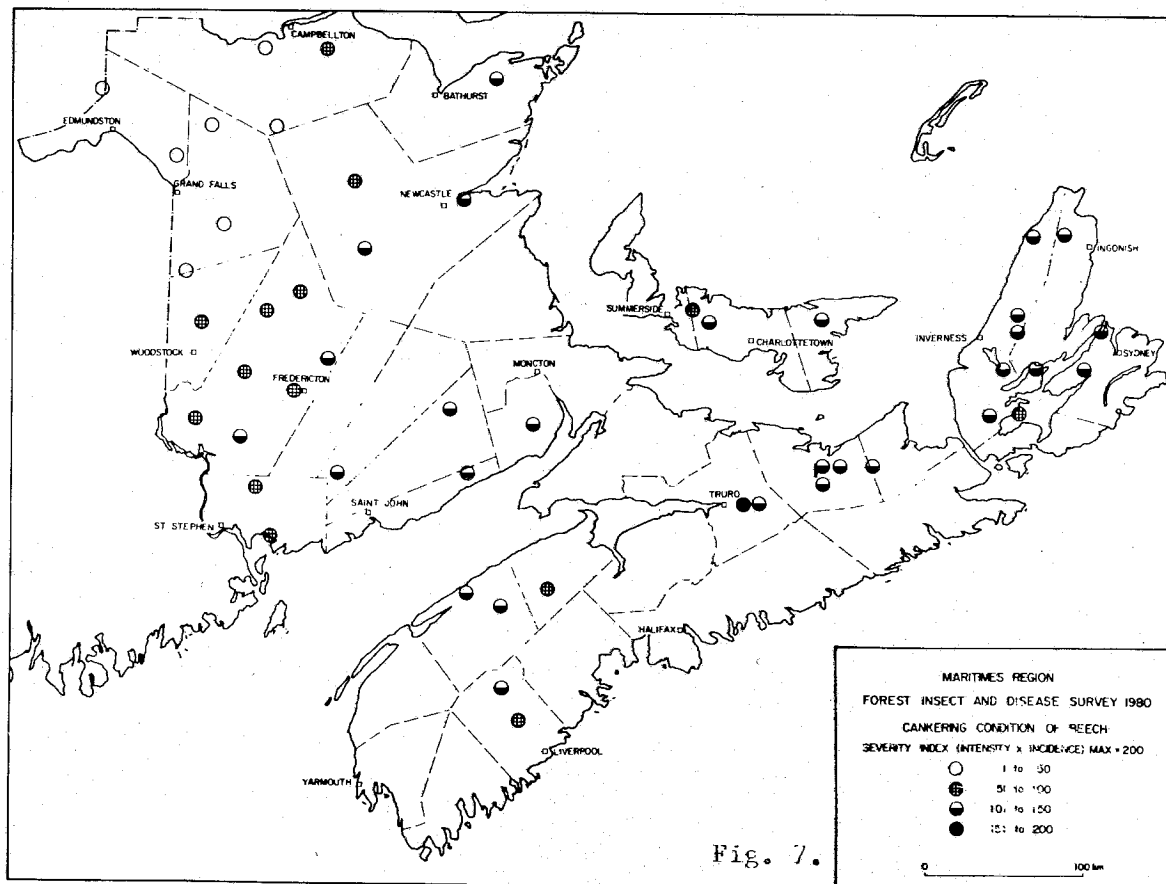 CAMPBELLTON
BATHURST
EDMUNDSTON
GRAND FALLS
NEWCASTLE
INGONISH
SUMMERSIDE
CHARLOTTETOWN
INVERNESS
SYDNEY
WOODSTOCK
MONCTON
FREDERICTON
TRURO
SAINT JOHN
ST STEPHEN
HALIFAX
LIVERPOOL
YARMOUTH
MARITIMES REGION
FOREST INSECT AND DISEASE SURVEY 1980
CANKERING CONDITION OF BEECH
SEVERITY INDEX (INTENSITY x INCIDENCE) MAX = 200
1 to 50
51 to 100
101 to 150
151 to 200
0 100 km
Fig. 7.